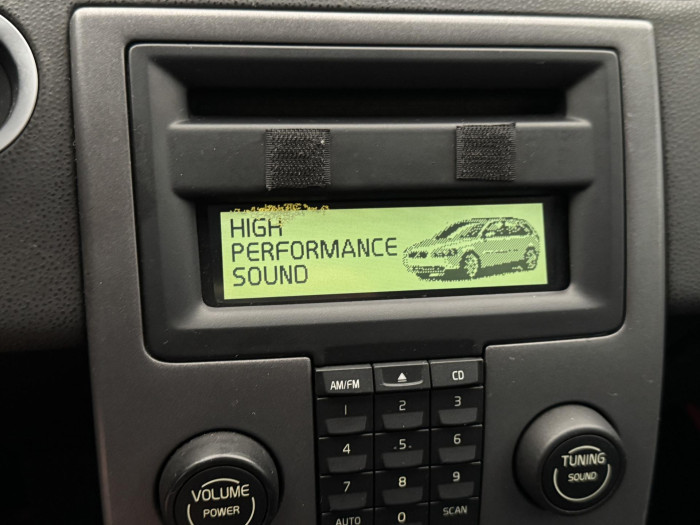 HIGH
PERFORMANCE
SOUND
AM/FM
CD
1
2
3
4
5
6
7
8
9
AUTO
0
SCAN
VOLUME
POWER
TUNING
SOUND